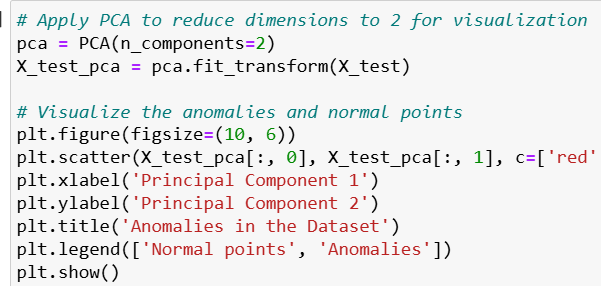 # Apply PCA to reduce dimensions to 2 for visualization
pca = PCA(n_components=2)
X_test_pca = pca.fit_transform(X_test)
# Visualize the anomalies and normal points
plt.figure(figsize=(10, 6))
plt.scatter(X_test_pca[:, 0], X_test_pca[:, 1], c=['red'
plt.xlabel('Principal Component 1')
plt.ylabel('Principal Component 2')
plt.title('Anomalies in the Dataset')
plt.legend(['Normal points', 'Anomalies'])
plt.show()